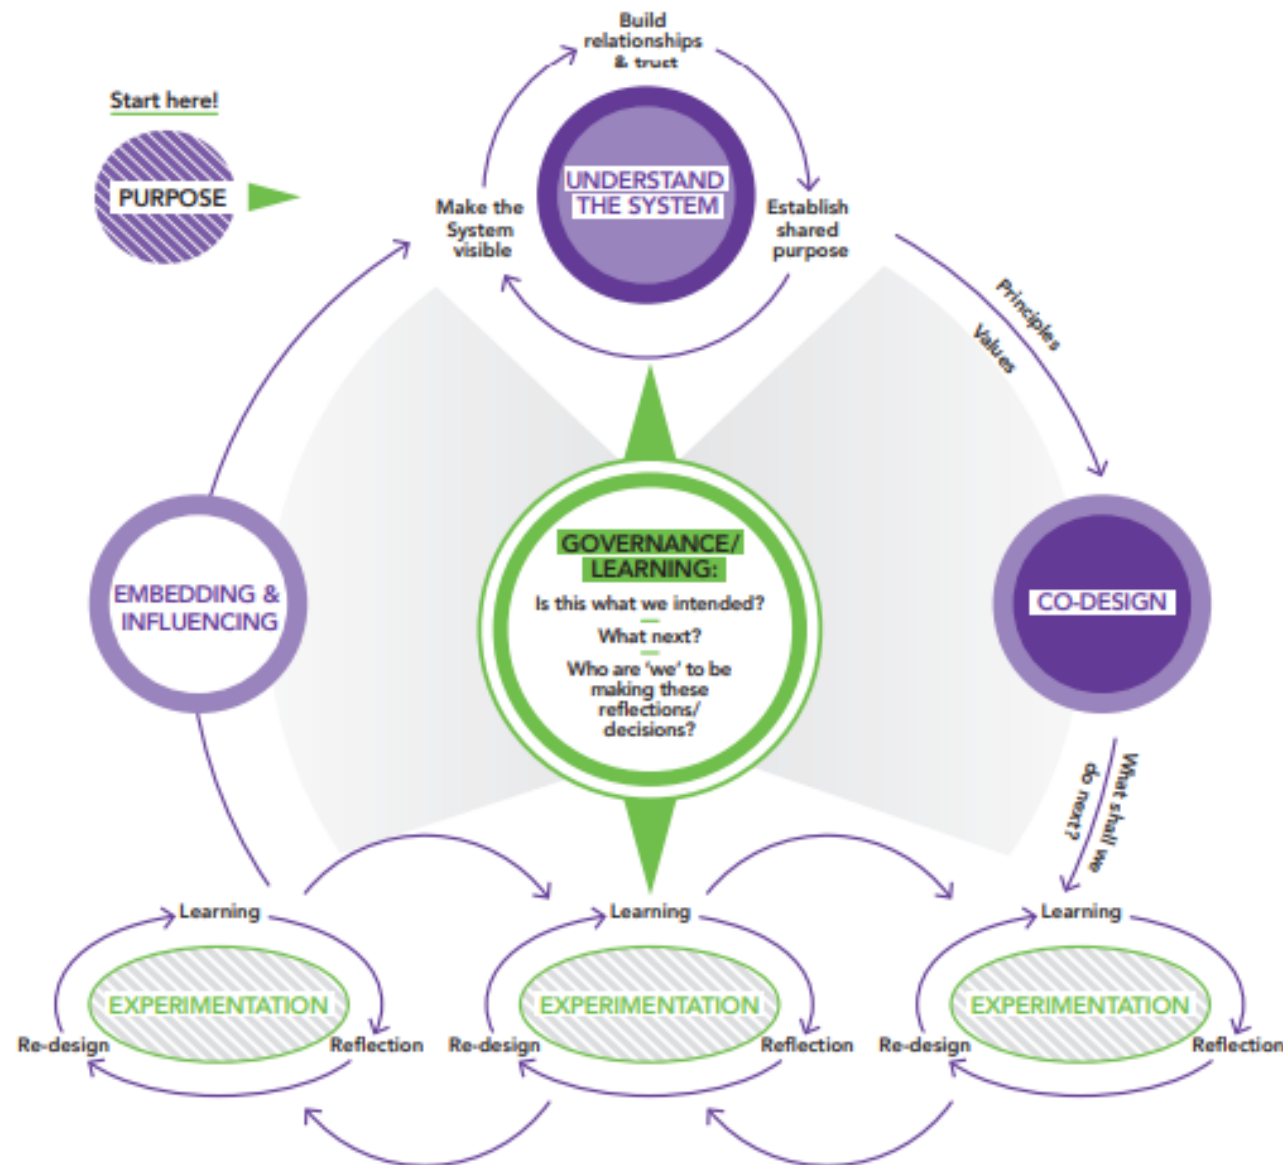 Start here!
PURPOSE
Build
relationships
& trust
UNDERSTAND
THE SYSTEM
Make the
System
visible
Establish
shared
purpose
Principles
Values
CO-DESIGN
What shall we
do next?
GOVERNANCE/
LEARNING:
Is this what we intended?
What next?
Who are ‘we’ to be
making these
reflections/
decisions?
EMBEDDING &
INFLUENCING
Learning
EXPERIMENTATION
Re-design
Reflection
Learning
EXPERIMENTATION
Re-design
Reflection
Learning
EXPERIMENTATION
Re-design
Reflection